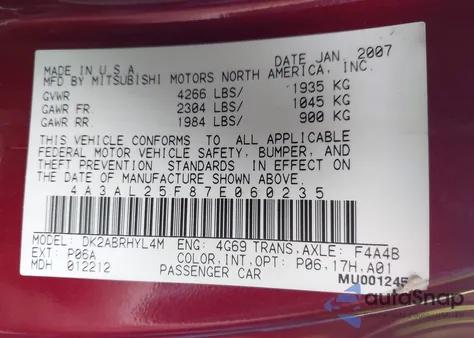 MADE IN U.S.A. DATE JAN, 2007
MFD BY MITSUBISHI MOTORS NORTH AMERICA, INC.
GVWR 4266 LBS/ 1935 KG
GAWR FR. 2304 LBS/ 1045 KG
GAWR RR. 1984 LBS/ 900 KG
THIS VEHICLE CONFORMS TO ALL APPLICABLE
FEDERAL MOTOR VEHICLE SAFETY, BUMPER, AND
THEFT PREVENTION STANDARDS IN EFFECT ON
THE DATE OF MANUFACTURE SHOWN ABOVE.
4A3AL25F87E060235
MODEL: DK2ABRHYL4M ENG: 4G69 TRANS,AXLE: F4A4B
EXT: P06A COLOR,INT,OPT: P06,17H,A01
MDH 012212 PASSENGER CAR
MU001245
autoSnap